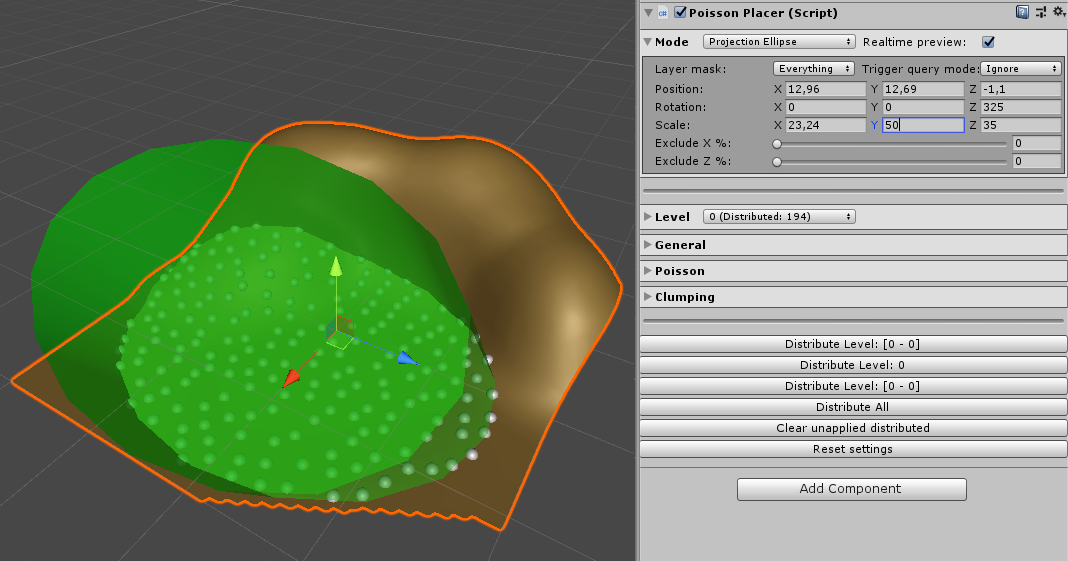 Poisson Placer (Script)
Mode Projection Ellipse Realtime preview:
Layer mask: Everything Trigger query mode: Ignore
Position: X 12,96 Y 12,69 Z -1,1
Rotation: X 0 Y 0 Z 325
Scale: X 23,24 Y 50 Z 35
Exclude X %: 0
Exclude Z %: 0
Level 0 (Distributed: 194)
General
Poisson
Clumping
Distribute Level: [0 - 0]
Distribute Level: 0
Distribute Level: [0 - 0]
Distribute All
Clear unapplied distributed
Reset settings
Add Component